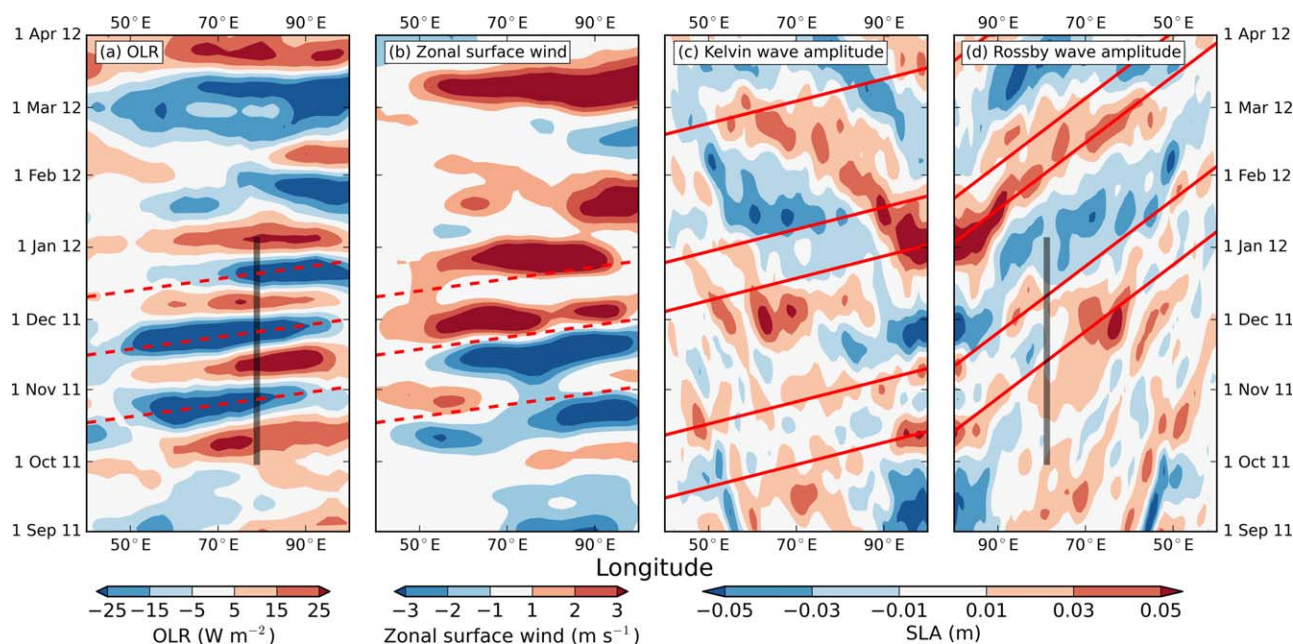 50°E 70°E 90°E 50°E 70°E 90°E 50°E 70°E 90°E 90°E 70°E 50°E
1 Apr 12 (a) OLR (b) Zonal surface wind (c) Kelvin wave amplitude (d) Rossby wave amplitude 1 Apr 12
1 Mar 12 1 Mar 12
1 Feb 12 1 Feb 12
1 Jan 12 1 Jan 12
1 Dec 11 1 Dec 11
1 Nov 11 1 Nov 11
1 Oct 11 1 Oct 11
1 Sep 11 1 Sep 11
50°E 70°E 90°E 50°E 70°E 90°E 50°E 70°E 90°E 90°E 70°E 50°E
Longitude
−25 −15 −5 5 15 25 −3 −2 −1 1 2 3 −0.05 −0.03 −0.01 0.01 0.03 0.05
OLR (W m⁻²) Zonal surface wind (m s⁻¹) SLA (m)